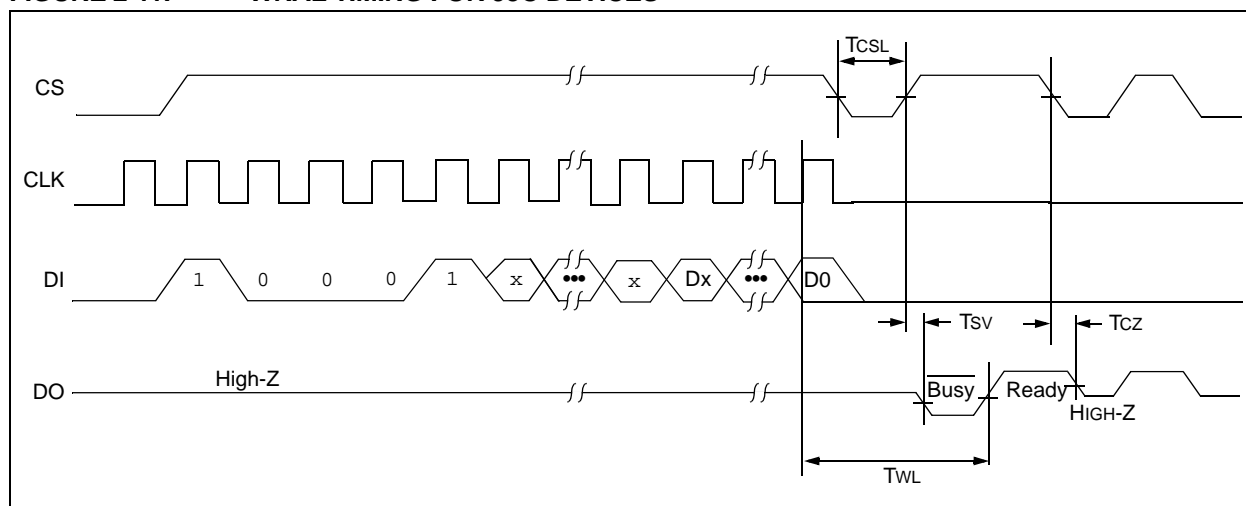 TCSL
CS
CLK
DI 1 0 0 0 1 x ••• x Dx ••• D0
TSV TCZ
High-Z
DO Busy Ready
HIGH-Z
TWL